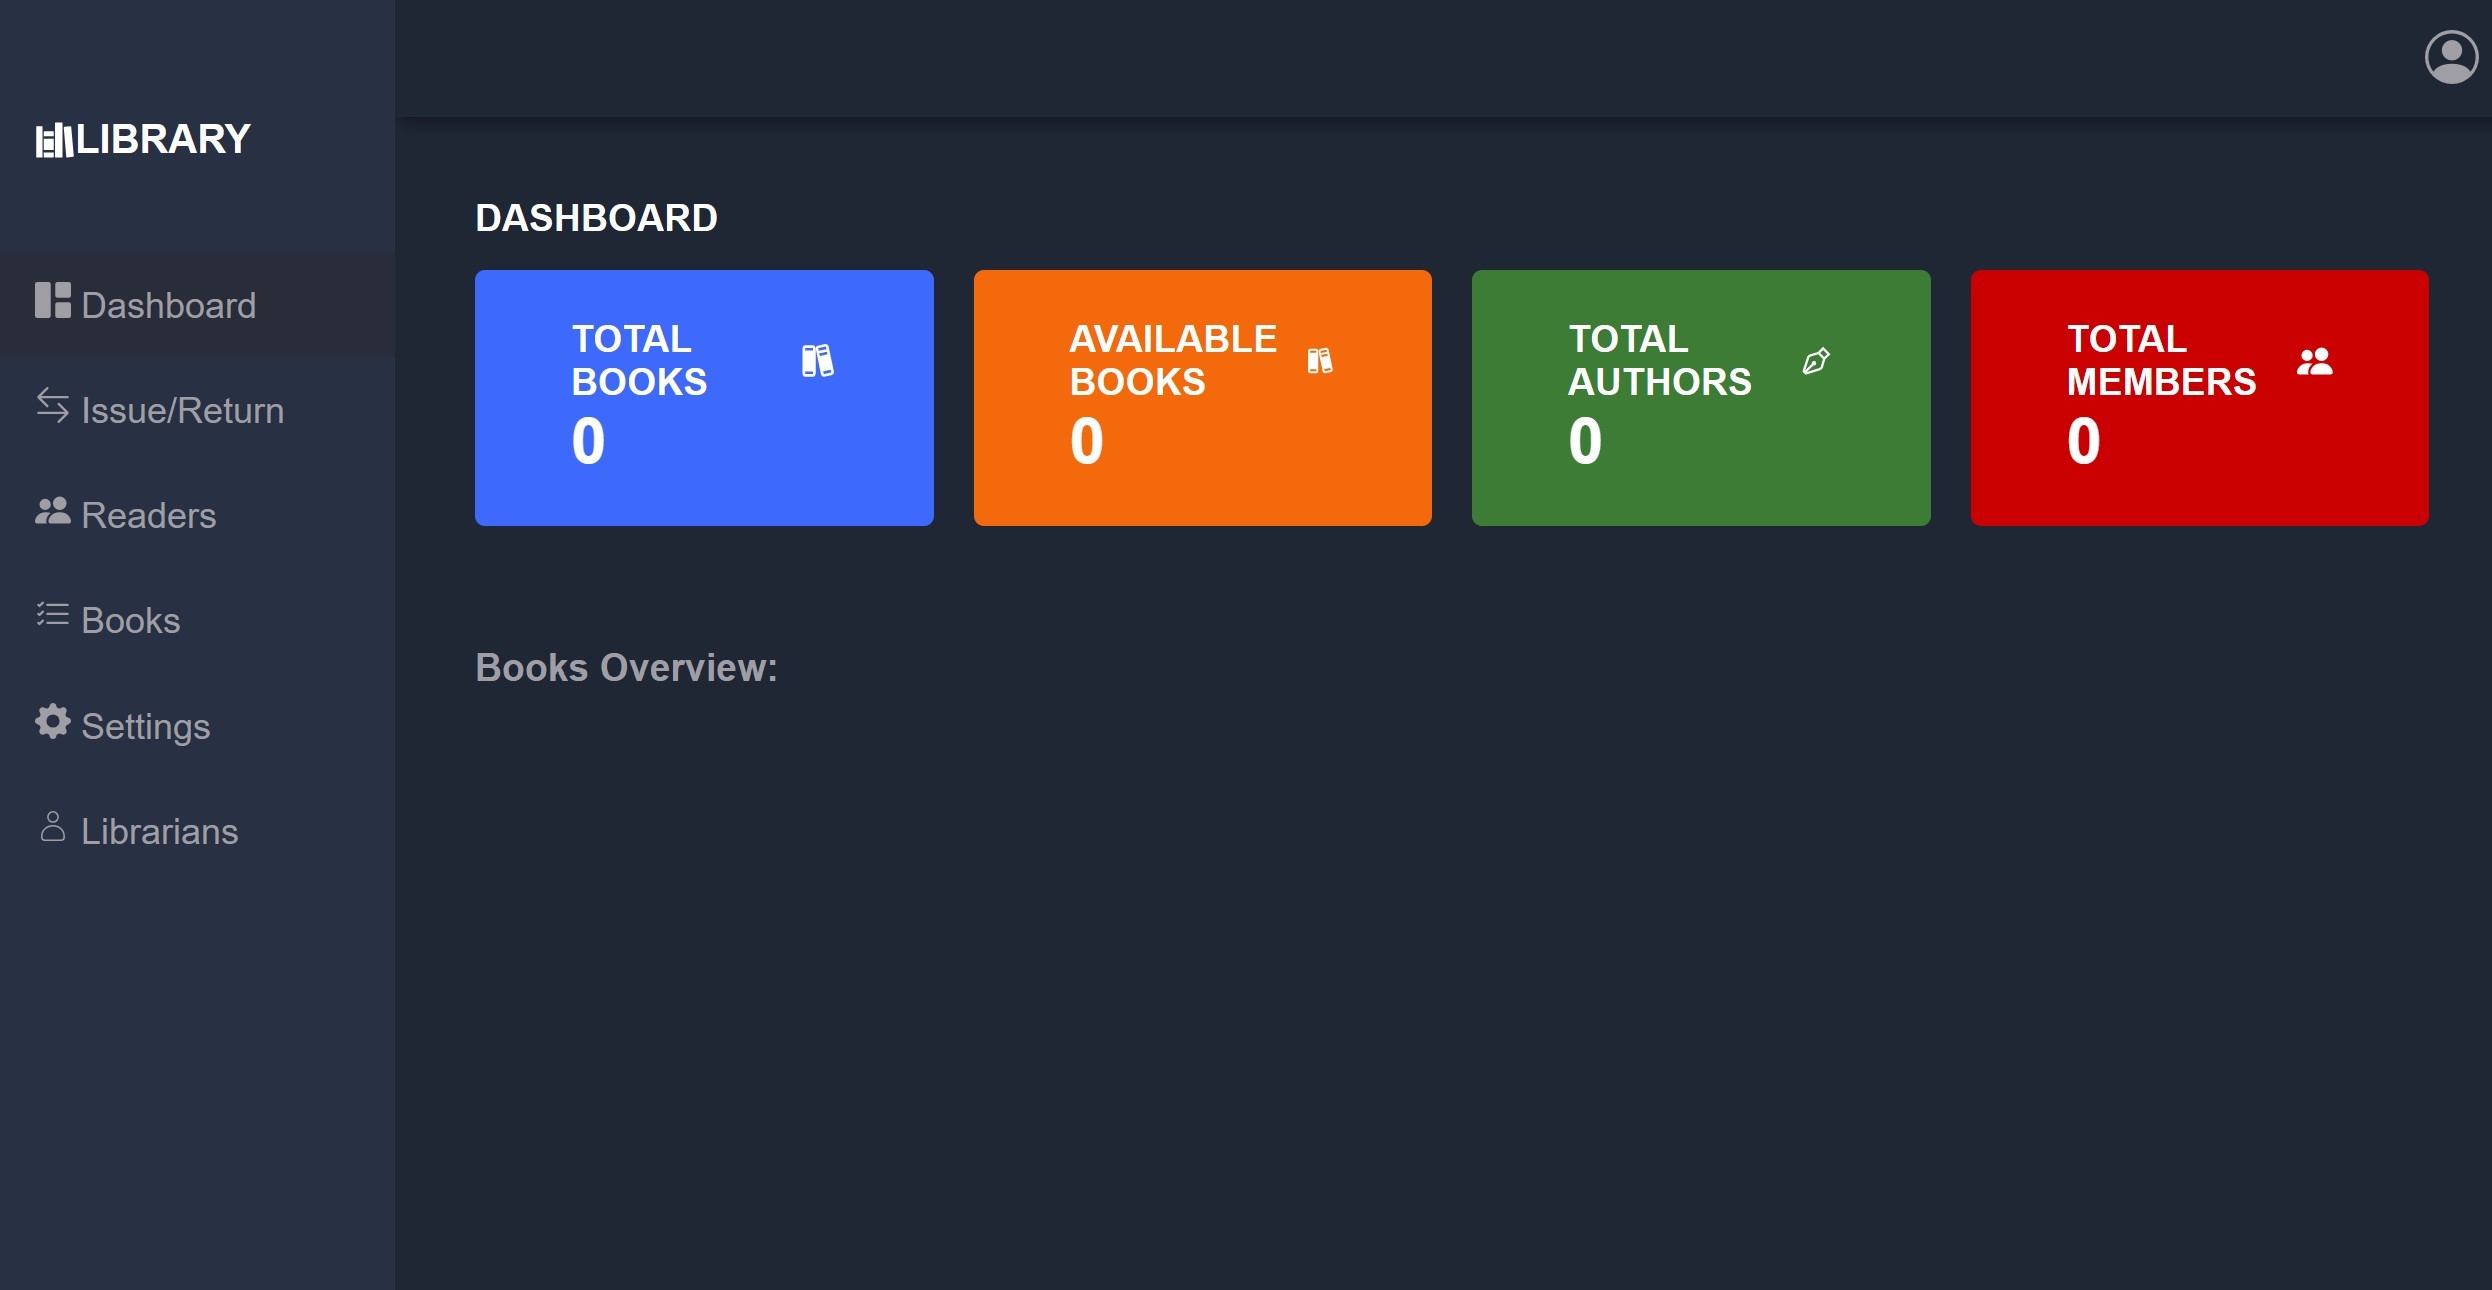 LIBRARY
Dashboard
Issue/Return
Readers
Books
Settings
Librarians
DASHBOARD
TOTAL
BOOKS
0
AVAILABLE
BOOKS
0
TOTAL
AUTHORS
0
TOTAL
MEMBERS
0
Books Overview: